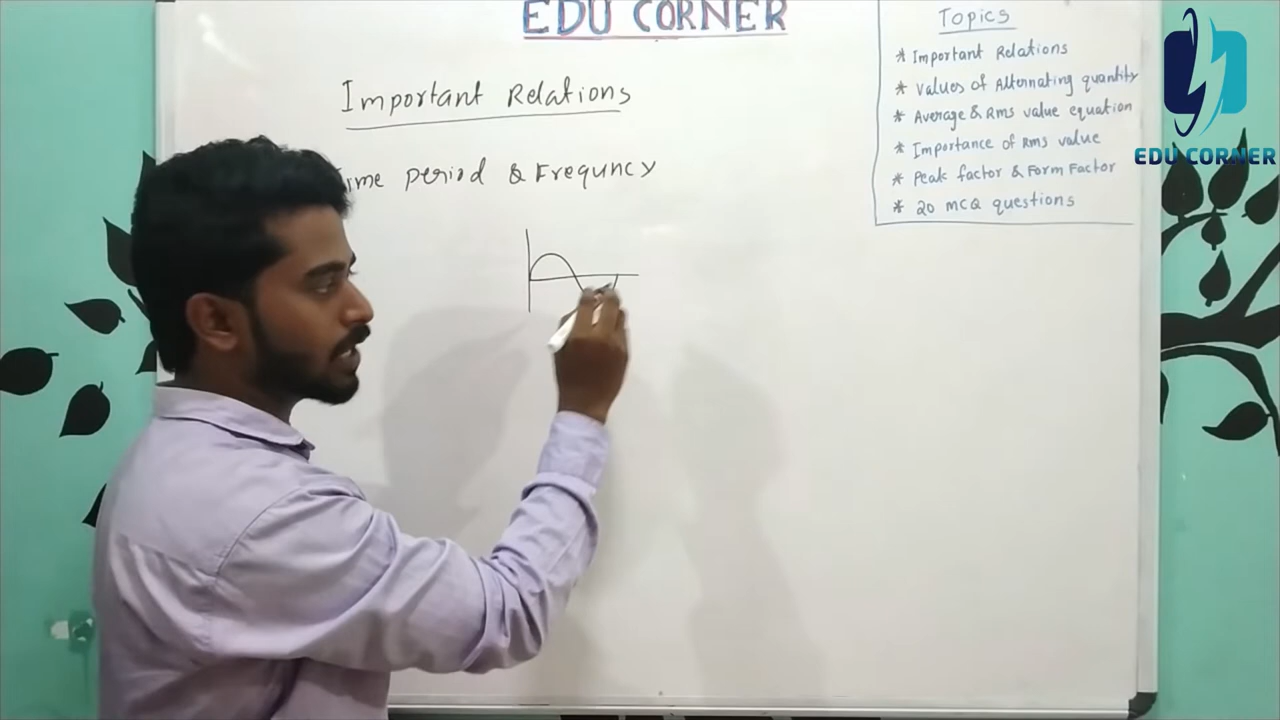 EDU CORNER
Important Relations
Time period & Frequncy
Topics
* Important Relations
* Values of Alternating quantity
* Average & Rms value equation
* Importance of Rms value
* Peak factor & Form Factor
* 20 MCQ questions
EDU CORNER